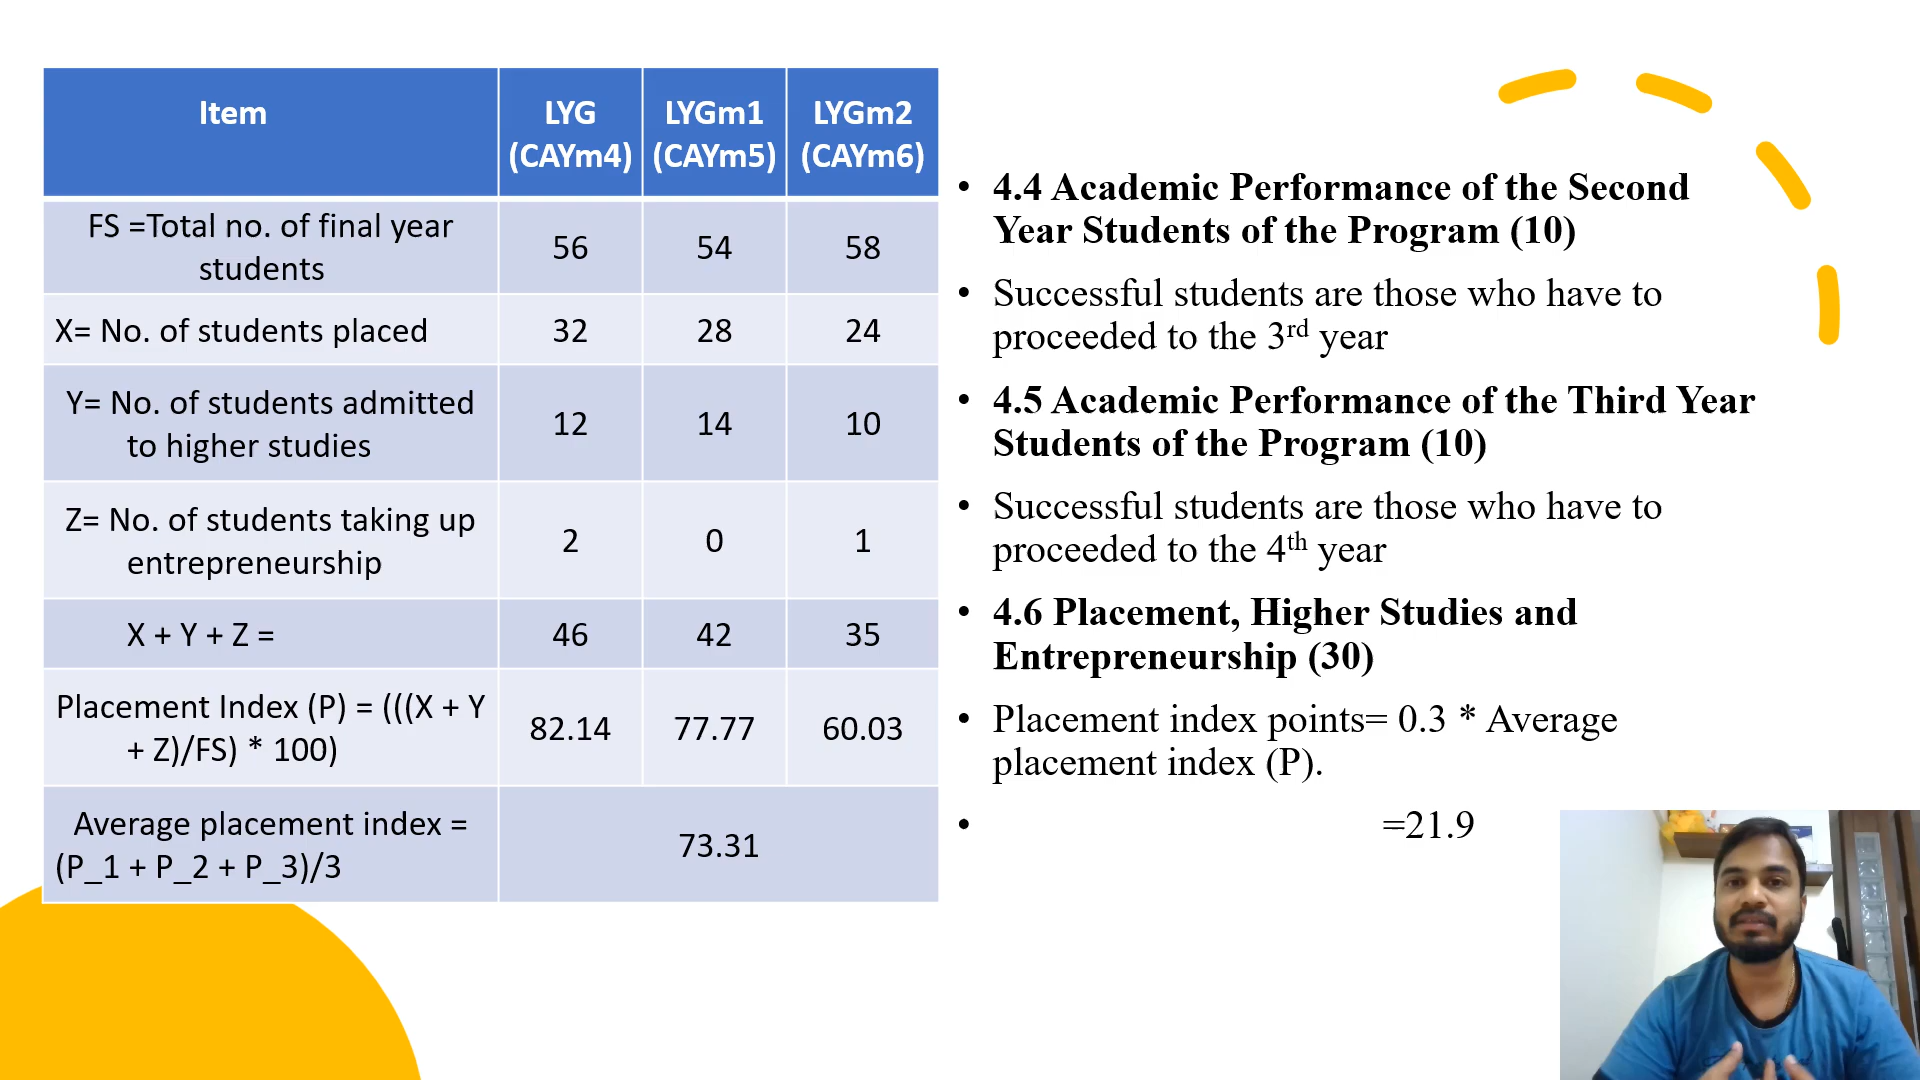 Item
LYG
(CAYm4)
LYGm1
(CAYm5)
LYGm2
(CAYm6)
FS =Total no. of final year
students
56
54
58
X= No. of students placed
32
28
24
Y= No. of students admitted
to higher studies
12
14
10
Z= No. of students taking up
entrepreneurship
2
0
1
X + Y + Z =
46
42
35
Placement Index (P) = (((X + Y
+ Z)/FS) * 100)
82.14
77.77
60.03
Average placement index =
(P_1 + P_2 + P_3)/3
73.31
• 4.4 Academic Performance of the Second
Year Students of the Program (10)
• Successful students are those who have to
proceeded to the 3rd year
• 4.5 Academic Performance of the Third Year
Students of the Program (10)
• Successful students are those who have to
proceeded to the 4th year
• 4.6 Placement, Higher Studies and
Entrepreneurship (30)
• Placement index points= 0.3 * Average
placement index (P).
• =21.9